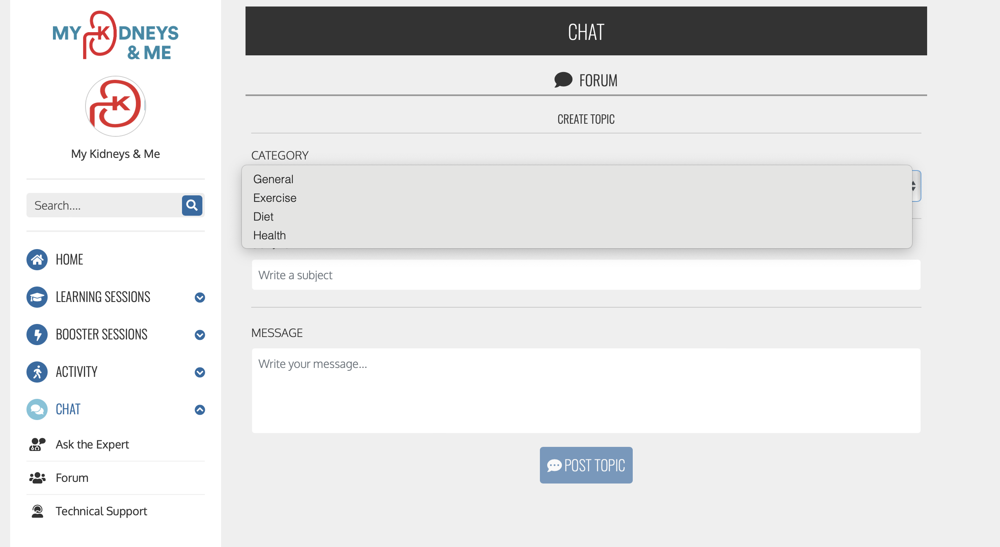 MY K DNEYS
& ME
K
My Kidneys & Me
Search....
HOME
LEARNING SESSIONS
BOOSTER SESSIONS
ACTIVITY
CHAT
Ask the Expert
Forum
Technical Support
CHAT
FORUM
CREATE TOPIC
CATEGORY
General
Exercise
Diet
Health
Write a subject
MESSAGE
Write your message...
POST TOPIC